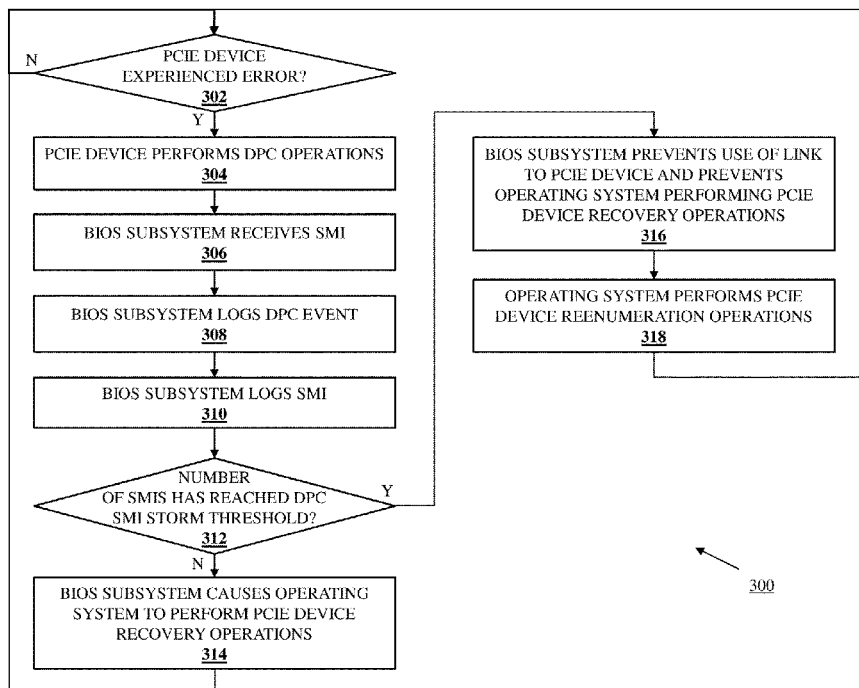 N
PCIE DEVICE
EXPERIENCED ERROR?
302
Y
PCIE DEVICE PERFORMS DPC OPERATIONS
304
BIOS SUBSYSTEM RECEIVES SMI
306
BIOS SUBSYSTEM LOGS DPC EVENT
308
BIOS SUBSYSTEM LOGS SMI
310
NUMBER
OF SMIS HAS REACHED DPC
SMI STORM THRESHOLD?
312
Y
N
BIOS SUBSYSTEM CAUSES OPERATING
SYSTEM TO PERFORM PCIE DEVICE
RECOVERY OPERATIONS
314
BIOS SUBSYSTEM PREVENTS USE OF LINK
TO PCIE DEVICE AND PREVENTS
OPERATING SYSTEM PERFORMING PCIE
DEVICE RECOVERY OPERATIONS
316
OPERATING SYSTEM PERFORMS PCIE
DEVICE REENUMERATION OPERATIONS
318
300